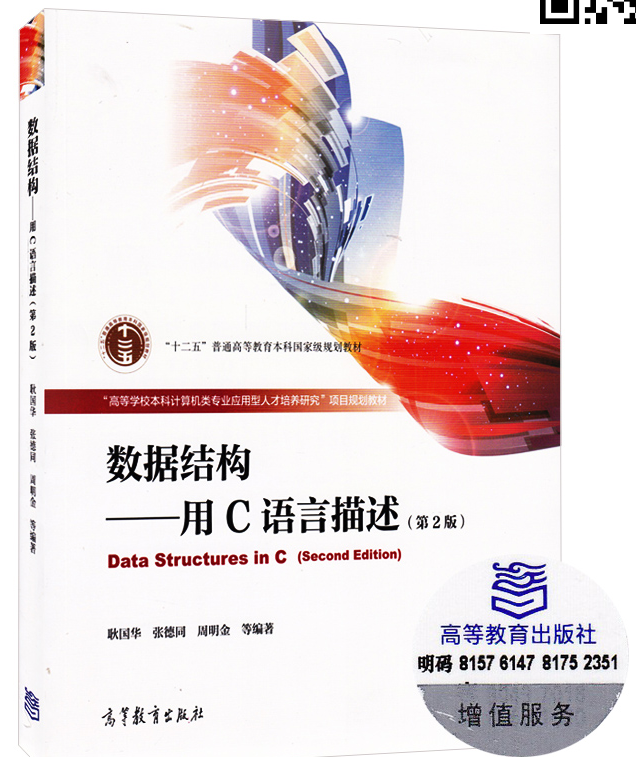 数据结构——用C语言描述(第2版)
耿国华 张德同 周明金 等编著
"十二五"普通高等教育本科国家级规划教材
"高等学校本科计算机类专业应用型人才培养研究"项目规划教材
数据结构
——用C语言描述(第2版)
Data Structures in C (Second Edition)
耿国华 张德同 周明金 等编著
高等教育出版社
高等教育出版社
明码 8157 6147 8175 2351
增值服务